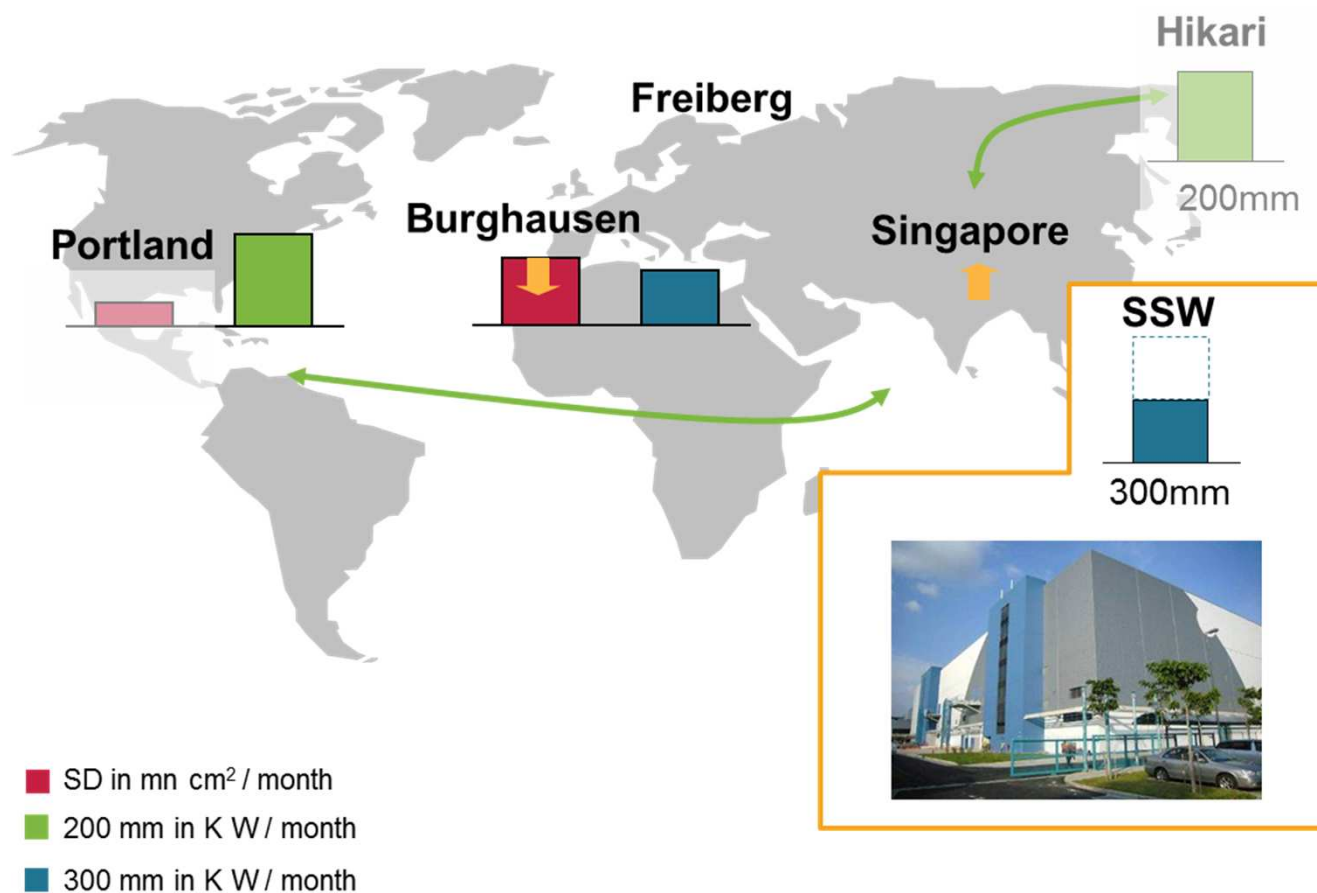 Hikari
Freiberg
200mm
Burghausen
Portland
Singapore
SSW
300mm
SD in mn cm² / month
200 mm in K W / month
300 mm in K W / month